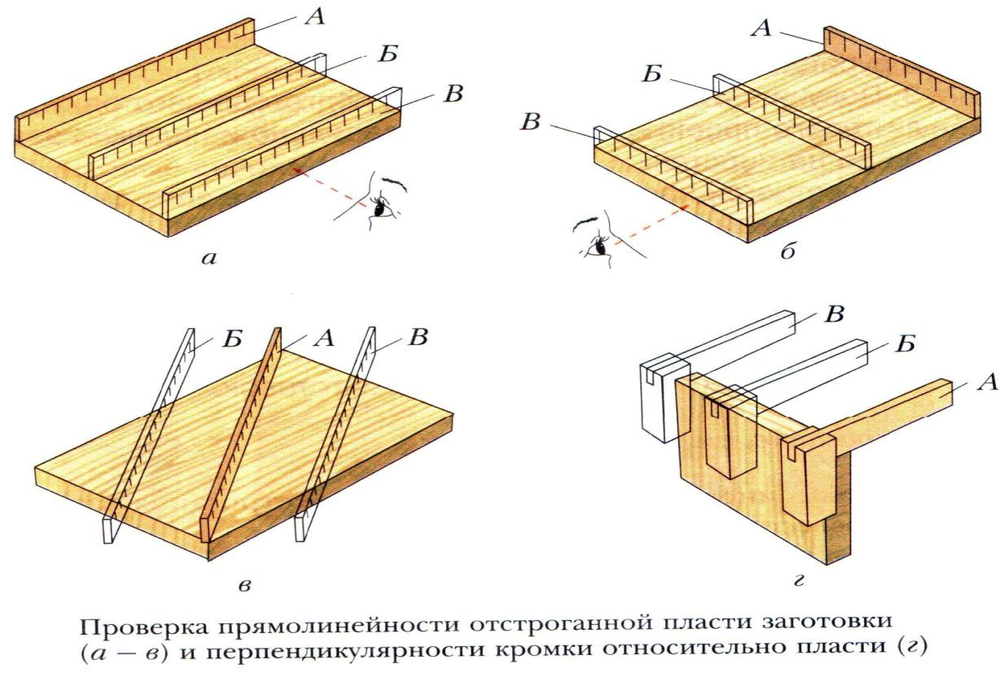 А
Б
В
а
А
Б
В
б
Б
А
В
в
В
Б
А
г
Проверка прямолинейности отстроганной пласти заготовки
(а – в) и перпендикулярности кромки относительно пласти (г)